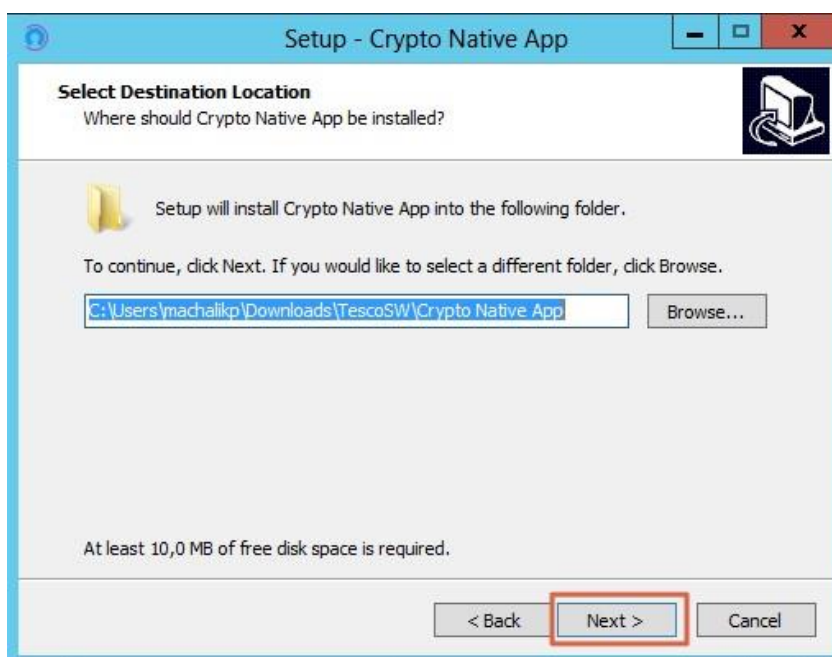 Setup - Crypto Native App
Select Destination Location
Where should Crypto Native App be installed?
Setup will install Crypto Native App into the following folder.
To continue, click Next. If you would like to select a different folder, click Browse.
C:\Users\machalikp\Downloads\TescoSW\Crypto Native App
Browse...
At least 10,0 MB of free disk space is required.
< Back
Next >
Cancel